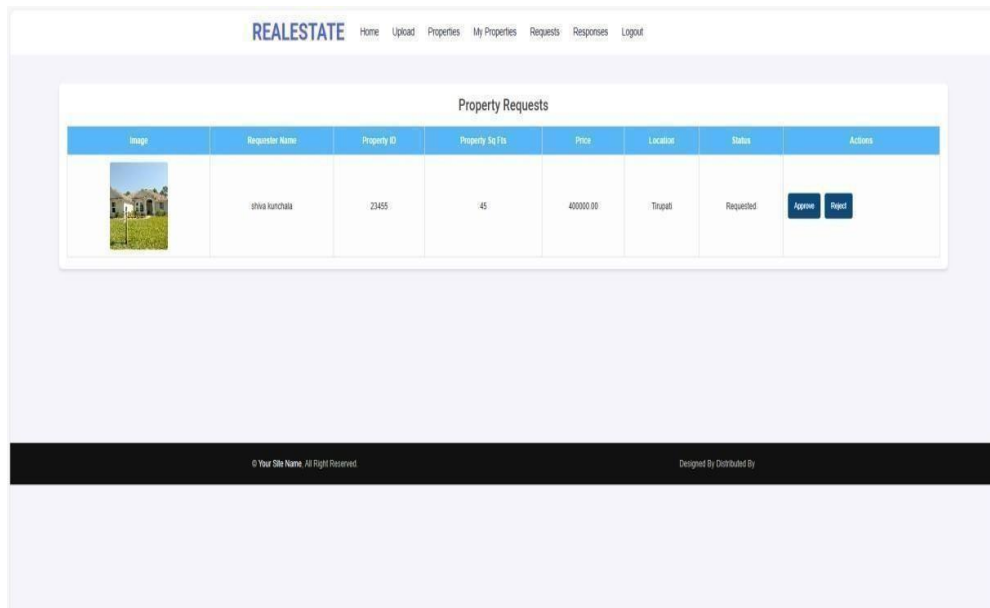 REALESTATE Home Upload Properties My Properties Requests Responses Logout
Property Requests
Image Requester Name Property ID Property Sq Fts Price Location Status Actions
shiva kunchala 23455 45 400000.00 Tirupati Requested Approve Reject
© Your Site Name, All Right Reserved. Designed By Distributed By